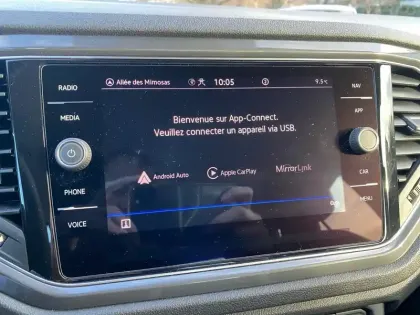 RADIO
MEDIA
PHONE
VOICE
Allée des Mimosas
10:05
9.5
Bienvenue sur App-Connect.
Veuillez connecter un appareil via USB.
Android Auto
Apple CarPlay
MirrorLink
NAV
APP
CAR
MENU